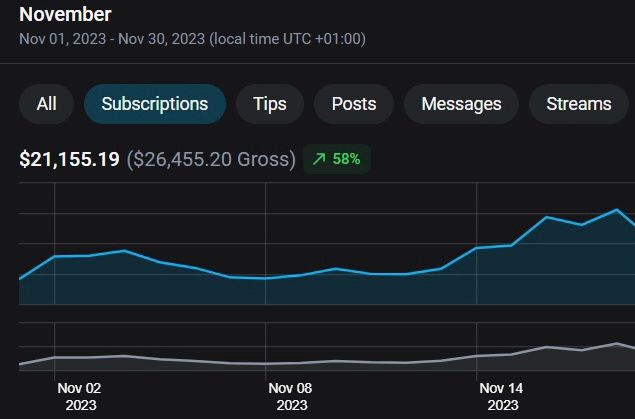 November
Nov 01, 2023 - Nov 30, 2023 (local time UTC +01:00)
All Subscriptions Tips Posts Messages Streams
$21,155.19 ($26,455.20 Gross) 58%
Nov 02 Nov 08 Nov 14
2023 2023 2023